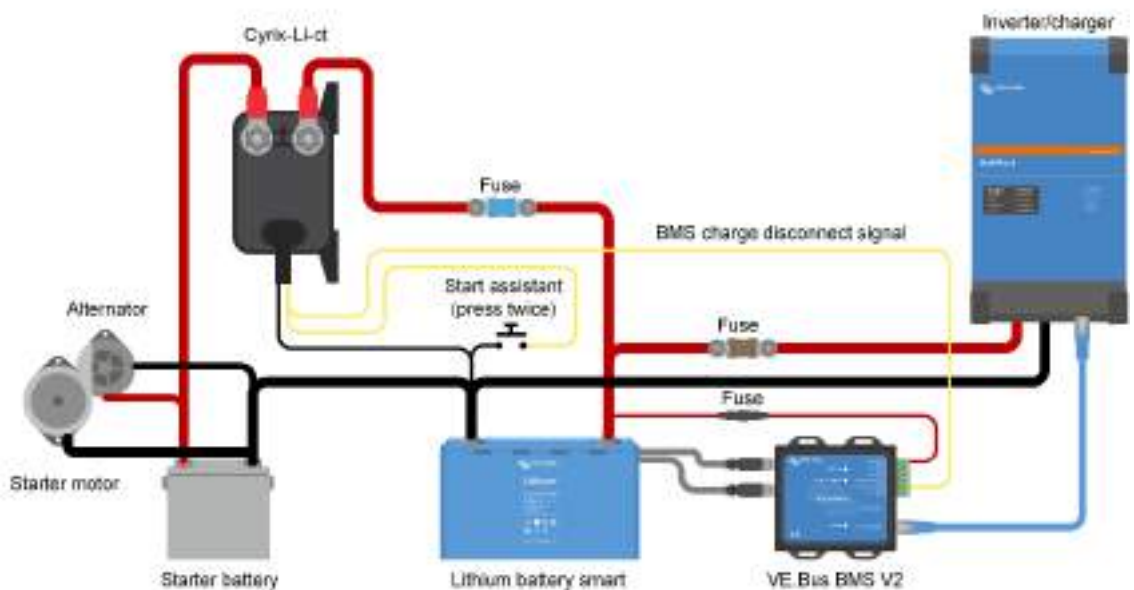 Inverter/charger
Cyrix-Li-ct
Fuse
BMS charge disconnect signal
Start assistant
(press twice)
Alternator
Fuse
Fuse
Starter motor
Starter battery
Lithium battery smart
VE.Bus BMS V2